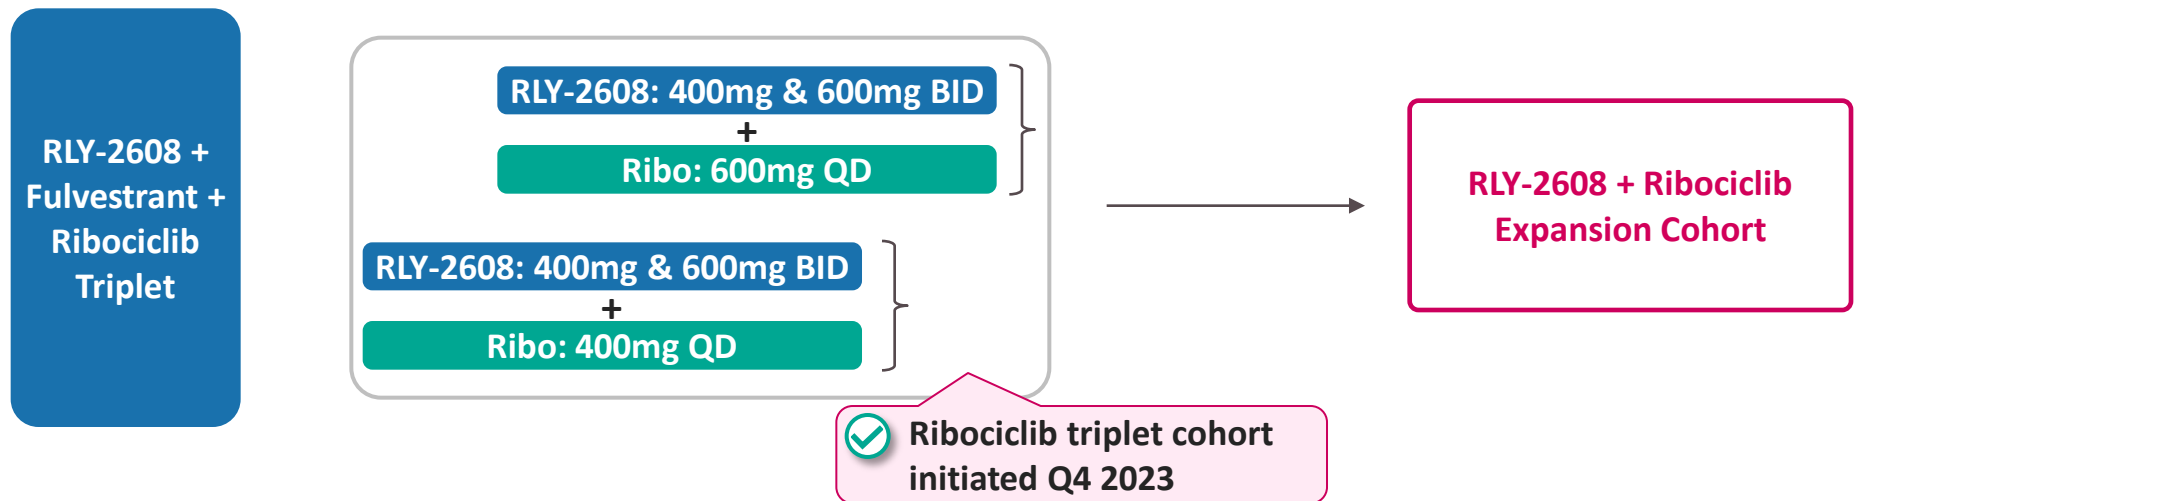 RLY-2608 +
Fulvestrant +
Ribociclib
Triplet
RLY-2608: 400mg & 600mg BID
+
Ribo: 600mg QD
RLY-2608: 400mg & 600mg BID
+
Ribo: 400mg QD
Ribociclib triplet cohort
initiated Q4 2023
RLY-2608 + Ribociclib
Expansion Cohort